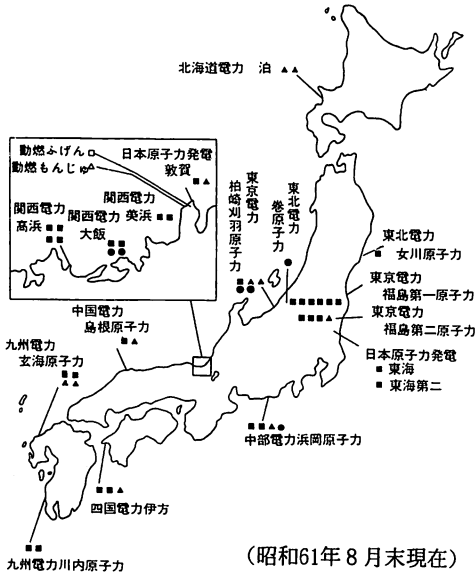 北海道電力 泊 ▲▲
動燃ふげん□
動燃もんじゅ△
日本原子力発電
敦賀 ■▲
関西電力
高浜 ■■
■■
関西電力
大飯 ■■
●●
関西電力
美浜 ■■
■
東京電力
柏崎刈羽原子力
■▲▲
●●
東北電力
巻原子力
●
東北電力
■ 女川原子力
東京電力
■■■■■■ 福島第一原子力
東京電力
■■■▲ 福島第二原子力
日本原子力発電
■ 東海
■ 東海第二
中国電力
島根原子力
■▲
九州電力
玄海原子力
■■
▲▲
■■▲●
中部電力浜岡原子力
■■▲
四国電力伊方
■■
九州電力川内原子力
(昭和61年8月末現在)